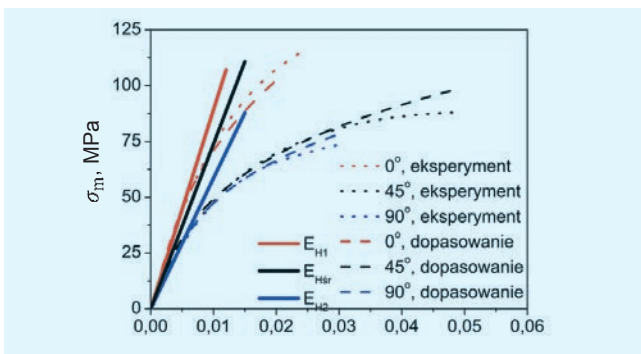 125
100
75
50
25
0
σm, MPa
0°, eksperyment
45°, eksperyment
90°, eksperyment
EH1 0°, dopasowanie
EHśr 45°, dopasowanie
EH2 90°, dopasowanie
0,00 0,01 0,02 0,03 0,04 0,05 0,06